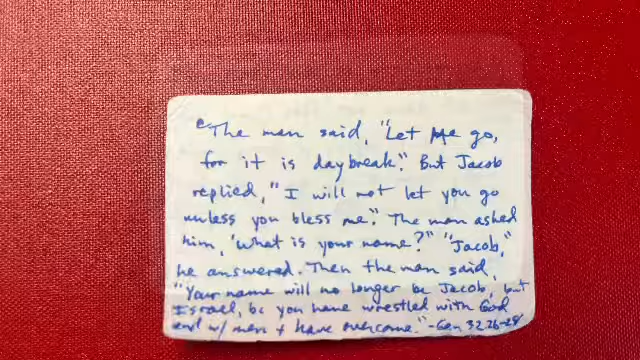 "The man said, "Let me go,
for it is daybreak." But Jacob
replied, "I will not let you go
unless you bless me." The man asked
him, "What is your name?" "Jacob,"
he answered. Then the man said,
"Your name will no longer be Jacob, but
Israel, bc you have wrestled with God
and w/ men + have overcome." -Gen 32.26-28